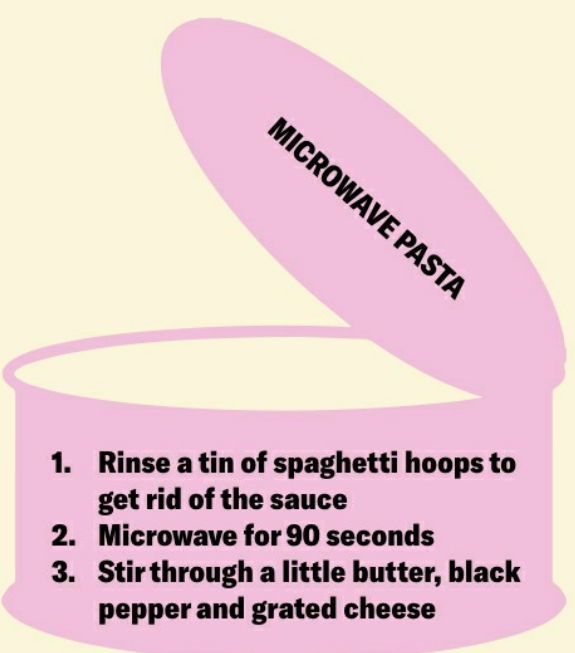 MICROWAVE PASTA
1. Rinse a tin of spaghetti hoops to
get rid of the sauce
2. Microwave for 90 seconds
3. Stir through a little butter, black
pepper and grated cheese